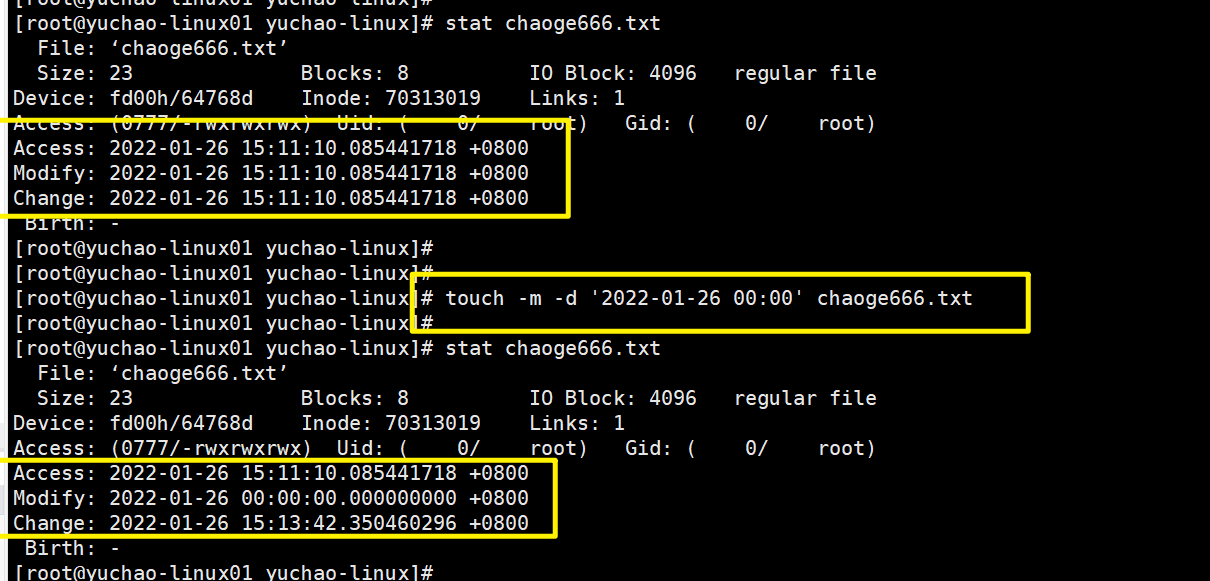 [root@yuchao-linux01 yuchao-linux]#
[root@yuchao-linux01 yuchao-linux]# stat chaoge666.txt
  File: ‘chaoge666.txt’
  Size: 23              Blocks: 8          IO Block: 4096   regular file
Device: fd00h/64768d    Inode: 70313019    Links: 1
Access: (0777/-rwxrwxrwx)  Uid: (    0/    root)   Gid: (    0/    root)
Access: 2022-01-26 15:11:10.085441718 +0800
Modify: 2022-01-26 15:11:10.085441718 +0800
Change: 2022-01-26 15:11:10.085441718 +0800
 Birth: -
[root@yuchao-linux01 yuchao-linux]#
[root@yuchao-linux01 yuchao-linux]#
[root@yuchao-linux01 yuchao-linux]# touch -m -d '2022-01-26 00:00' chaoge666.txt
[root@yuchao-linux01 yuchao-linux]#
[root@yuchao-linux01 yuchao-linux]# stat chaoge666.txt
  File: ‘chaoge666.txt’
  Size: 23              Blocks: 8          IO Block: 4096   regular file
Device: fd00h/64768d    Inode: 70313019    Links: 1
Access: (0777/-rwxrwxrwx)  Uid: (    0/    root)   Gid: (    0/    root)
Access: 2022-01-26 15:11:10.085441718 +0800
Modify: 2022-01-26 00:00:00.000000000 +0800
Change: 2022-01-26 15:13:42.350460296 +0800
 Birth: -
[root@yuchao-linux01 yuchao-linux]#